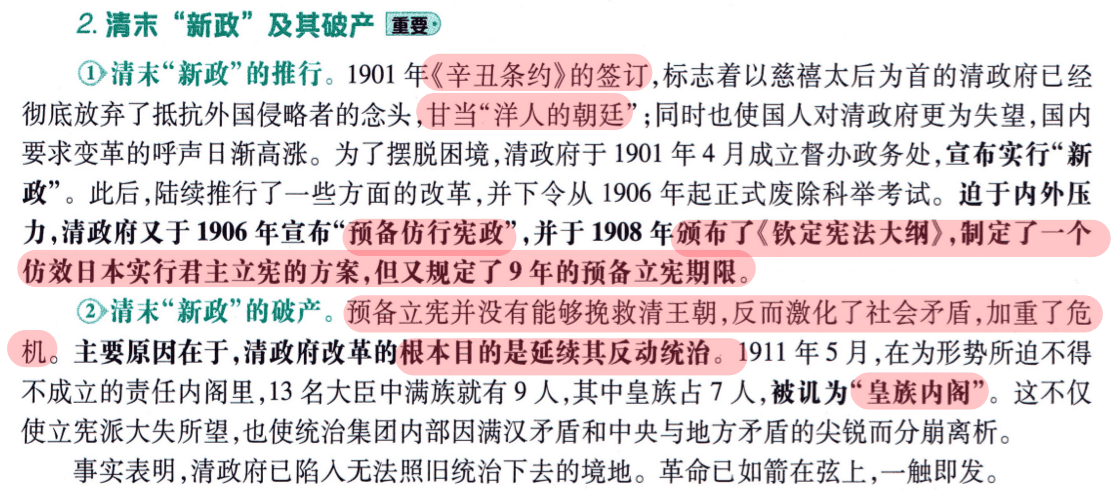 2. 清末“新政”及其破产 重要
①清末“新政”的推行。1901 年《辛丑条约》的签订,标志着以慈禧太后为首的清政府已经
彻底放弃了抵抗外国侵略者的念头,甘当“洋人的朝廷”;同时也使国人对清政府更为失望,国内
要求变革的呼声日渐高涨。为了摆脱困境,清政府于 1901 年 4 月成立督办政务处,宣布实行“新
政”。此后,陆续推行了一些方面的改革,并下令从 1906 年起正式废除科举考试。迫于内外压
力,清政府又于 1906 年宣布“预备仿行宪政”,并于 1908 年颁布了《钦定宪法大纲》,制定了一个
仿效日本实行君主立宪的方案,但又规定了 9 年的预备立宪期限。
②清末“新政”的破产。预备立宪并没有能够挽救清王朝,反而激化了社会矛盾,加重了危
机。主要原因在于,清政府改革的根本目的是延续其反动统治。1911 年 5 月,在为形势所迫不得
不成立的责任内阁里,13 名大臣中满族就有 9 人,其中皇族占 7 人,被讥为“皇族内阁”。这不仅
使立宪派大失所望,也使统治集团内部因满汉矛盾和中央与地方矛盾的尖锐而分崩离析。
事实表明,清政府已陷入无法照旧统治下去的境地。革命已如箭在弦上,一触即发。